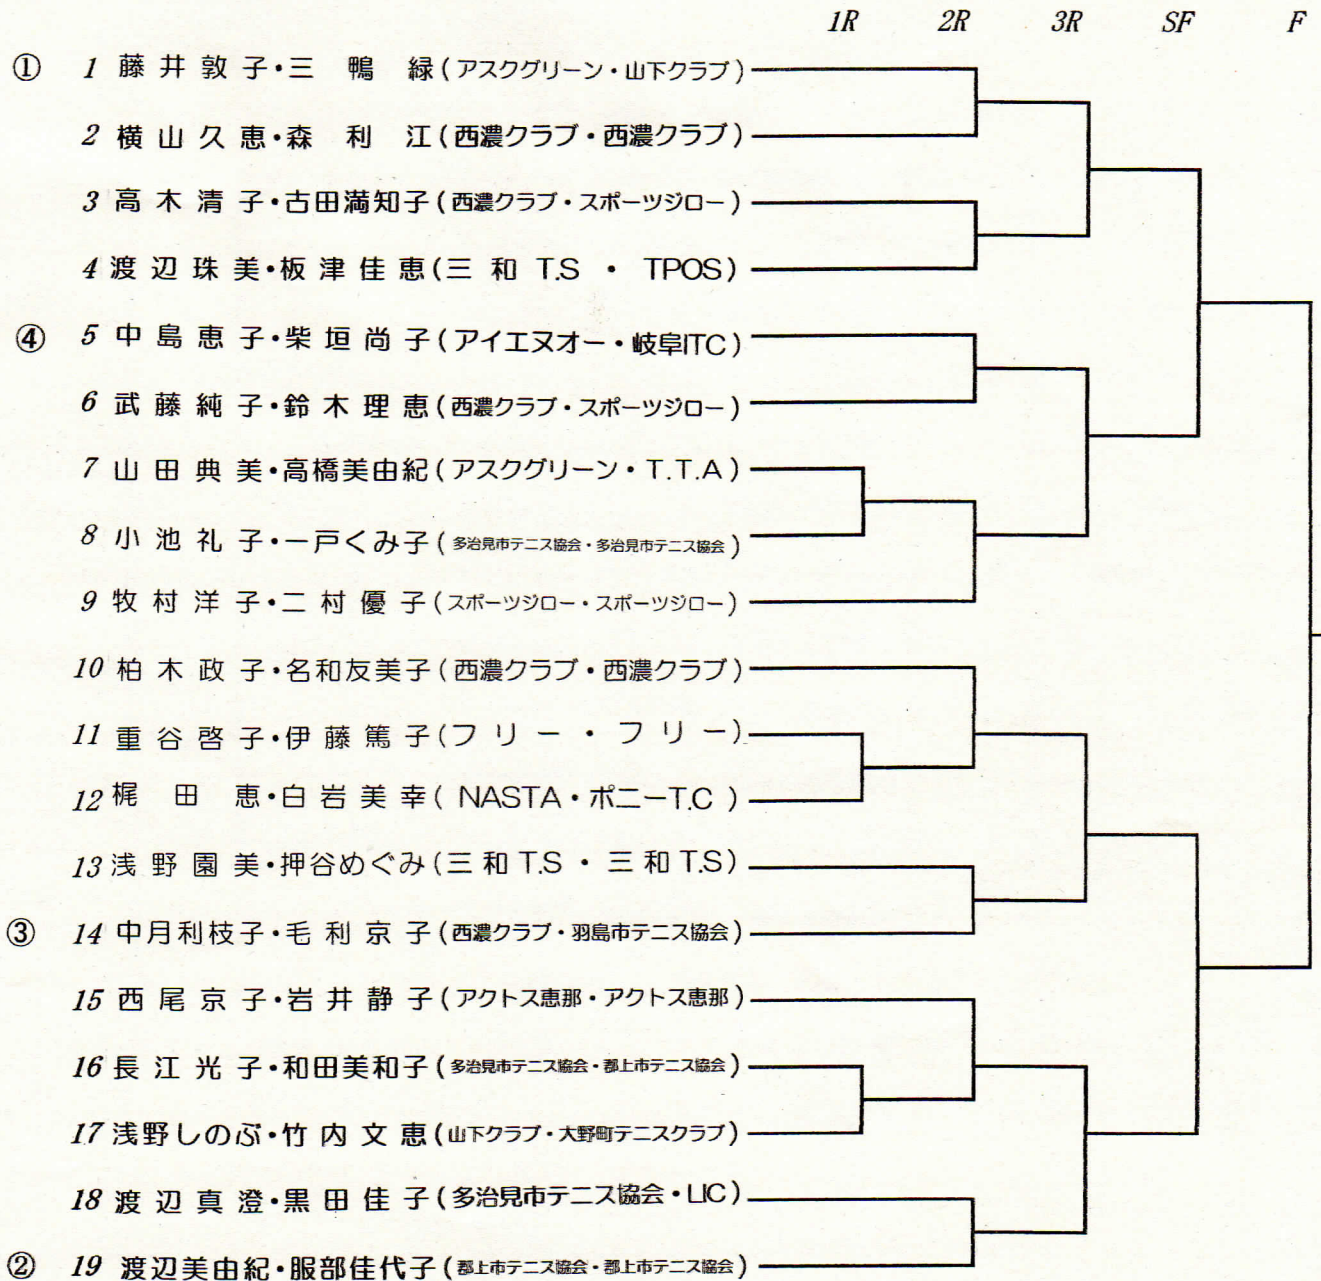 1R 2R 3R SF F
① 1 藤井敦子・三鴨緑(アスクグリーン・山下クラブ)
2 横山久恵・森利江(西濃クラブ・西濃クラブ)
3 高木清子・古田満知子(西濃クラブ・スポーツジロー)
4 渡辺珠美・板津佳恵(三和T.S・TPOS)
④ 5 中島恵子・柴垣尚子(アイエヌオー・岐阜ITC)
6 武藤純子・鈴木理恵(西濃クラブ・スポーツジロー)
7 山田典美・高橋美由紀(アスクグリーン・T.T.A)
8 小池礼子・一戸くみ子(多治見市テニス協会・多治見市テニス協会)
9 牧村洋子・二村優子(スポーツジロー・スポーツジロー)
10 柏木政子・名和友美子(西濃クラブ・西濃クラブ)
11 重谷啓子・伊藤篤子(フリー・フリー)
12 梶田恵・白岩美幸(NASTA・ポニーT.C)
13 浅野園美・押谷めぐみ(三和T.S・三和T.S)
③ 14 中月利枝子・毛利京子(西濃クラブ・羽島市テニス協会)
15 西尾京子・岩井静子(アクトス恵那・アクトス恵那)
16 長江光子・和田美和子(多治見市テニス協会・郡上市テニス協会)
17 浅野しのぶ・竹内文恵(山下クラブ・大野町テニスクラブ)
18 渡辺真澄・黒田佳子(多治見市テニス協会・LIC)
② 19 渡辺美由紀・服部佳代子(郡上市テニス協会・郡上市テニス協会)